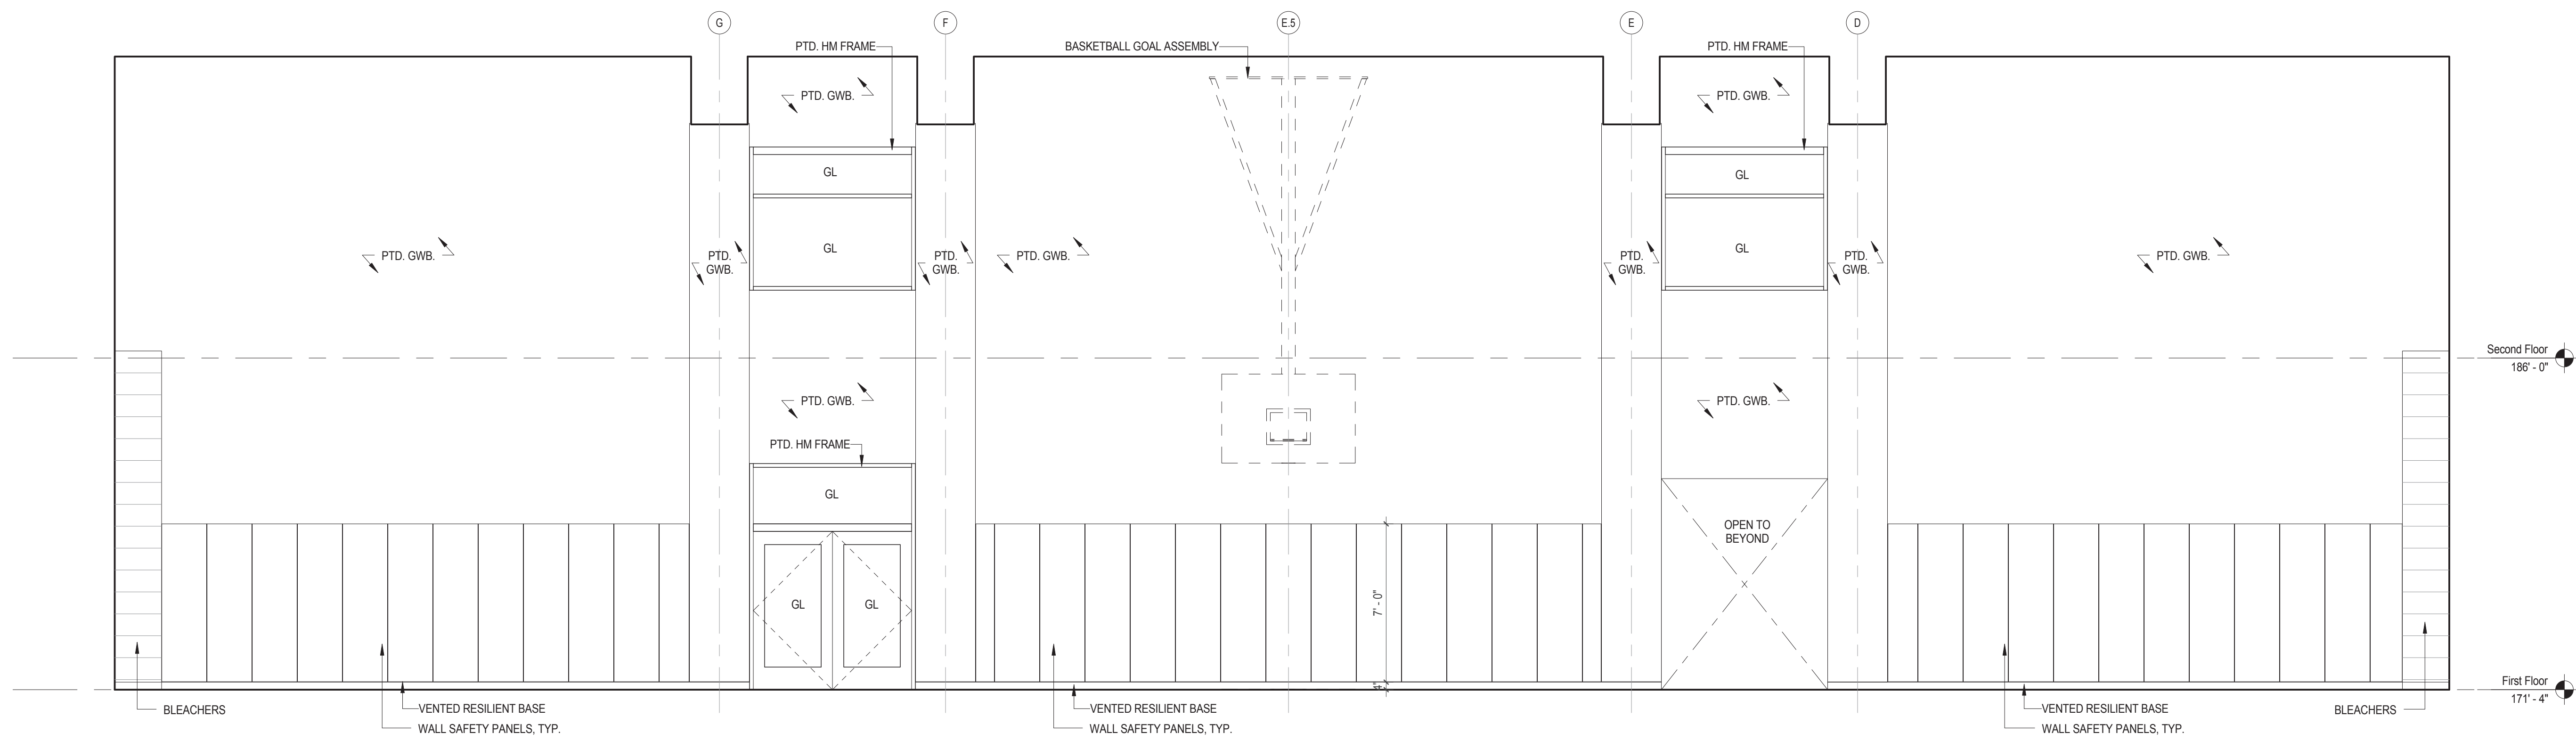 G
F
E.5
E
D
PTD. HM FRAME
BASKETBALL GOAL ASSEMBLY
PTD. HM FRAME
PTD. GWB.
PTD. GWB.
GL
GL
PTD. GWB.
PTD.
GWB.
GL
PTD.
GWB.
PTD. GWB.
PTD.
GWB.
GL
PTD.
GWB.
PTD. GWB.
Second Floor
186' - 0"
PTD. GWB.
PTD. GWB.
PTD. HM FRAME
GL
OPEN TO
BEYOND
GL
GL
7' - 0"
4"
First Floor
171' - 4"
BLEACHERS
VENTED RESILIENT BASE
WALL SAFETY PANELS, TYP.
VENTED RESILIENT BASE
WALL SAFETY PANELS, TYP.
VENTED RESILIENT BASE
WALL SAFETY PANELS, TYP.
BLEACHERS